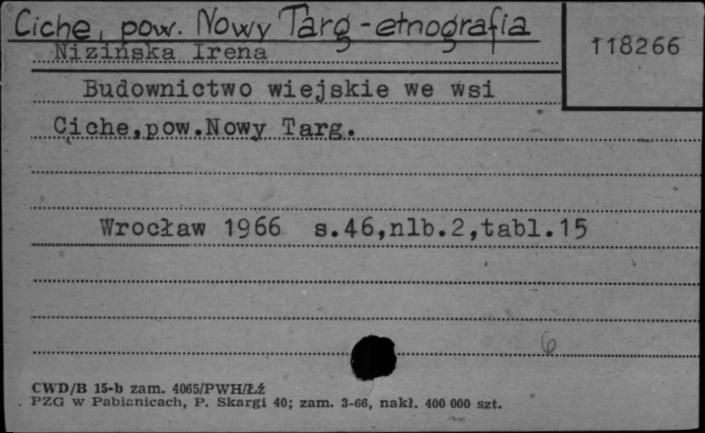 Ciche, pow. Nowy Targ - etnografia
118266
Nizińska Irena
Budownictwo wiejskie we wsi
Ciche,pow.Nowy Targ.
Wrocław 1966 s.46,nlb.2,tabl.15
6
CWD/B 15-b zam. 4065/PWH/Łź
PZG w Pabianicach, P. Skargi 40; zam. 3-66, nakł. 400 000 szt.